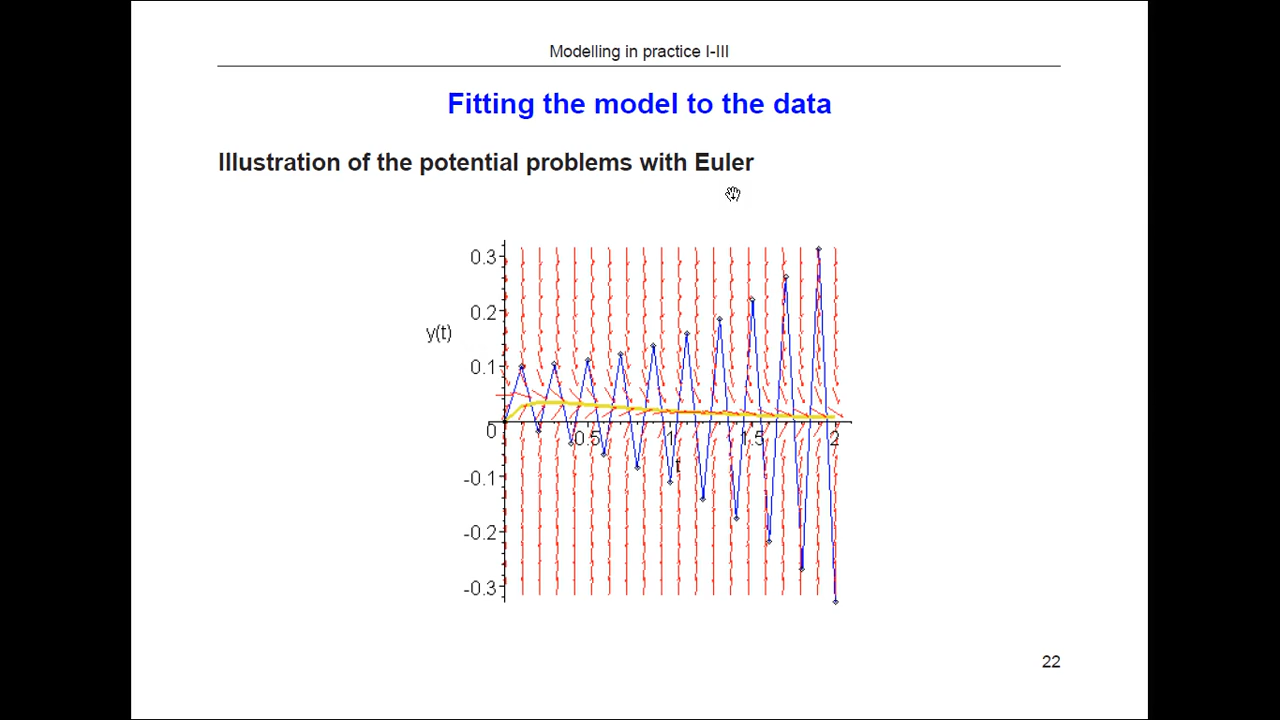 Modelling in practice I-III
Fitting the model to the data
Illustration of the potential problems with Euler
0.3
0.2
y(t)
0.1
0
0.5
1
1.5
2
t
-0.1
-0.2
-0.3
22